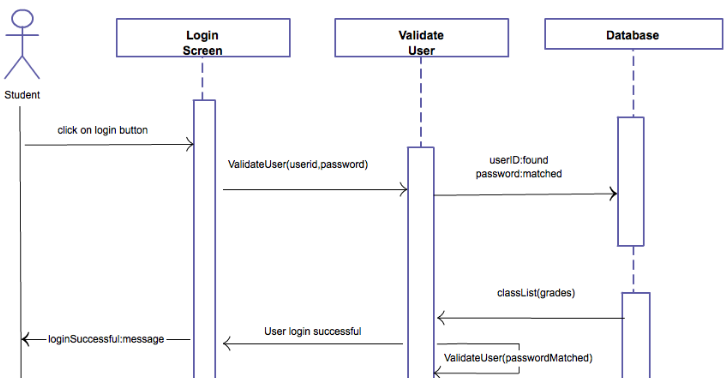 Login
Screen
Validate
User
Database
Student
click on login button
ValidateUser(userid,password)
userID:found
password:matched
classList(grades)
User login successful
loginSuccessful:message
ValidateUser(passwordMatched)